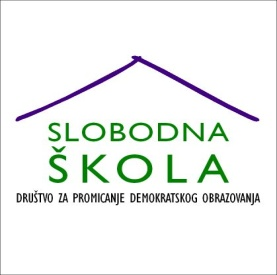 SLOBODNA
ŠKOLA
DRUŠTVO ZA PROMICANJE DEMOKRATSKOG OBRAZOVANJA